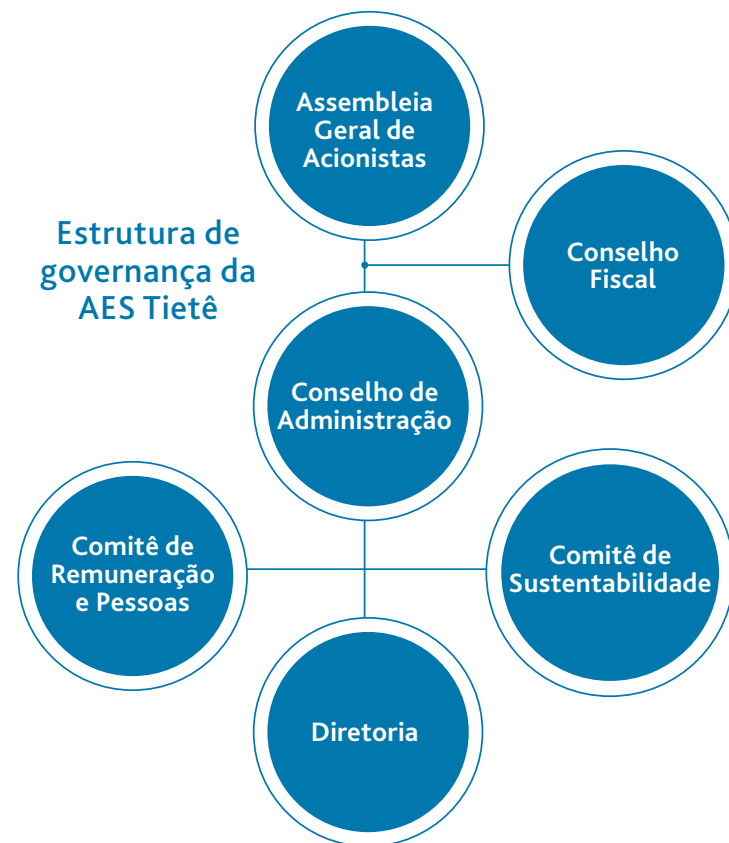 Assembleia
Geral de
Acionistas
Estrutura de
governança da
AES Tietê
Conselho
Fiscal
Conselho de
Administração
Comitê de
Remuneração
e Pessoas
Comitê de
Sustentabilidade
Diretoria